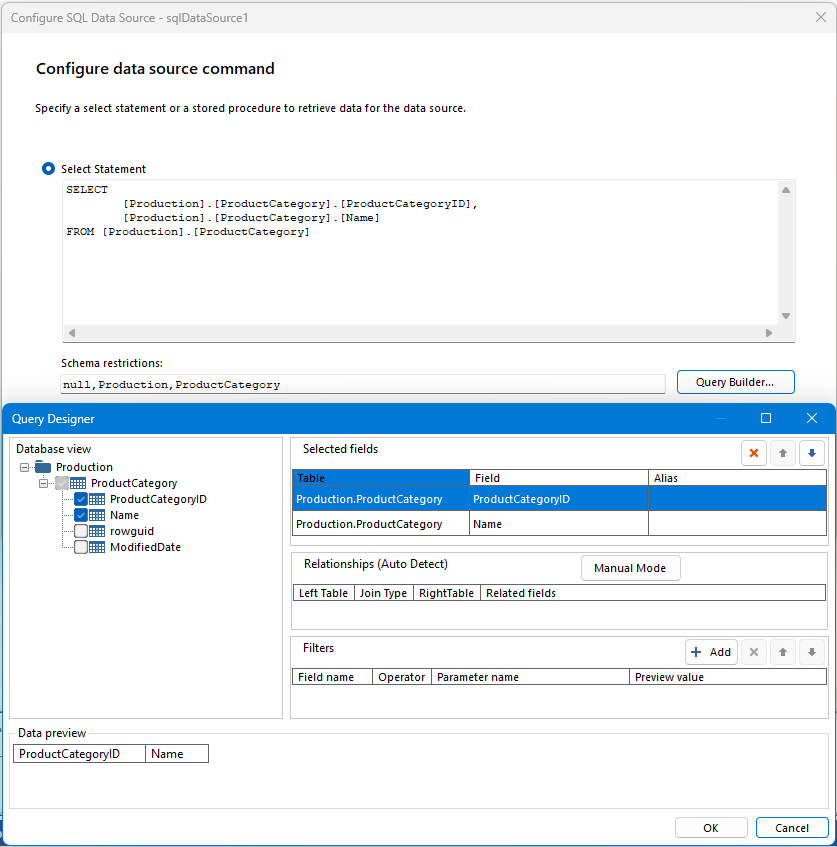 Configure SQL Data Source - sqlDataSource1
Configure data source command
Specify a select statement or a stored procedure to retrieve data for the data source.
Select Statement
SELECT
[Production].[ProductCategory].[ProductCategoryID],
[Production].[ProductCategory].[Name]
FROM [Production].[ProductCategory]
Schema restrictions:
null,Production,ProductCategory
Query Builder...
Query Designer
Database view
Production
ProductCategory
ProductCategoryID
Name
rowguid
ModifiedDate
Selected fields
Table Field Alias
Production.ProductCategory ProductCategoryID
Production.ProductCategory Name
Relationships (Auto Detect) Manual Mode
Left Table Join Type RightTable Related fields
Filters Add
Field name Operator Parameter name Preview value
Data preview
ProductCategoryID Name
OK Cancel